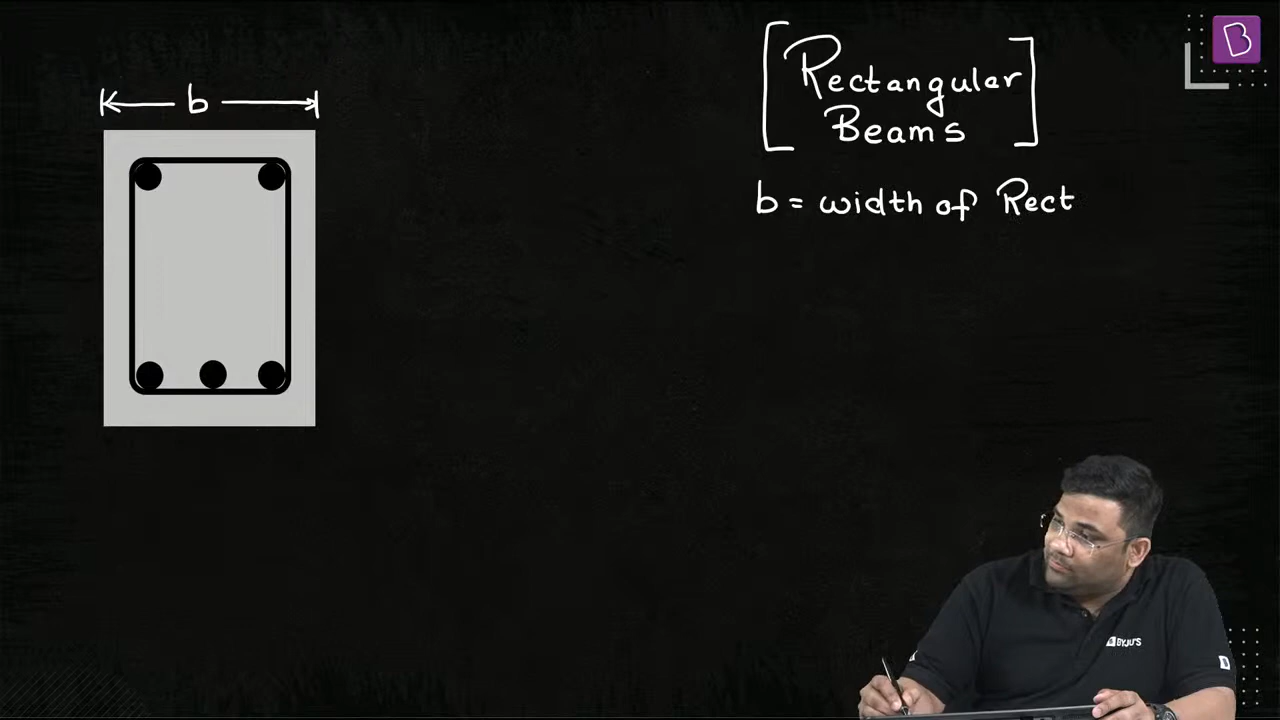 b
Rectangular
Beams
b = width of Rect
B
BYJU'S